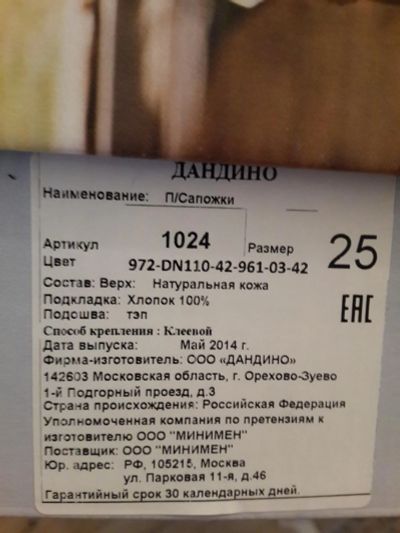 ДАНДИНО
Наименование: П/Сапожки
Артикул 1024 Размер 25
Цвет 972-DN110-42-961-03-42
Состав: Верх: Натуральная кожа
Подкладка: Хлопок 100%
Подошва: тэп
EAC
Способ крепления : Клеевой
Дата выпуска: Май 2014 г.
Фирма-изготовитель: ООО «ДАНДИНО»
142603 Московская область, г. Орехово-Зуево
1-й Подгорный проезд, д.3
Страна происхождения: Российская Федерация
Уполномоченная компания по претензиям к
изготовителю ООО "МИНИМЕН"
Поставщик: ООО "МИНИМЕН"
Юр. адрес: РФ, 105215, Москва
ул. Парковая 11-я, д.46
Гарантийный срок 30 календарных дней.